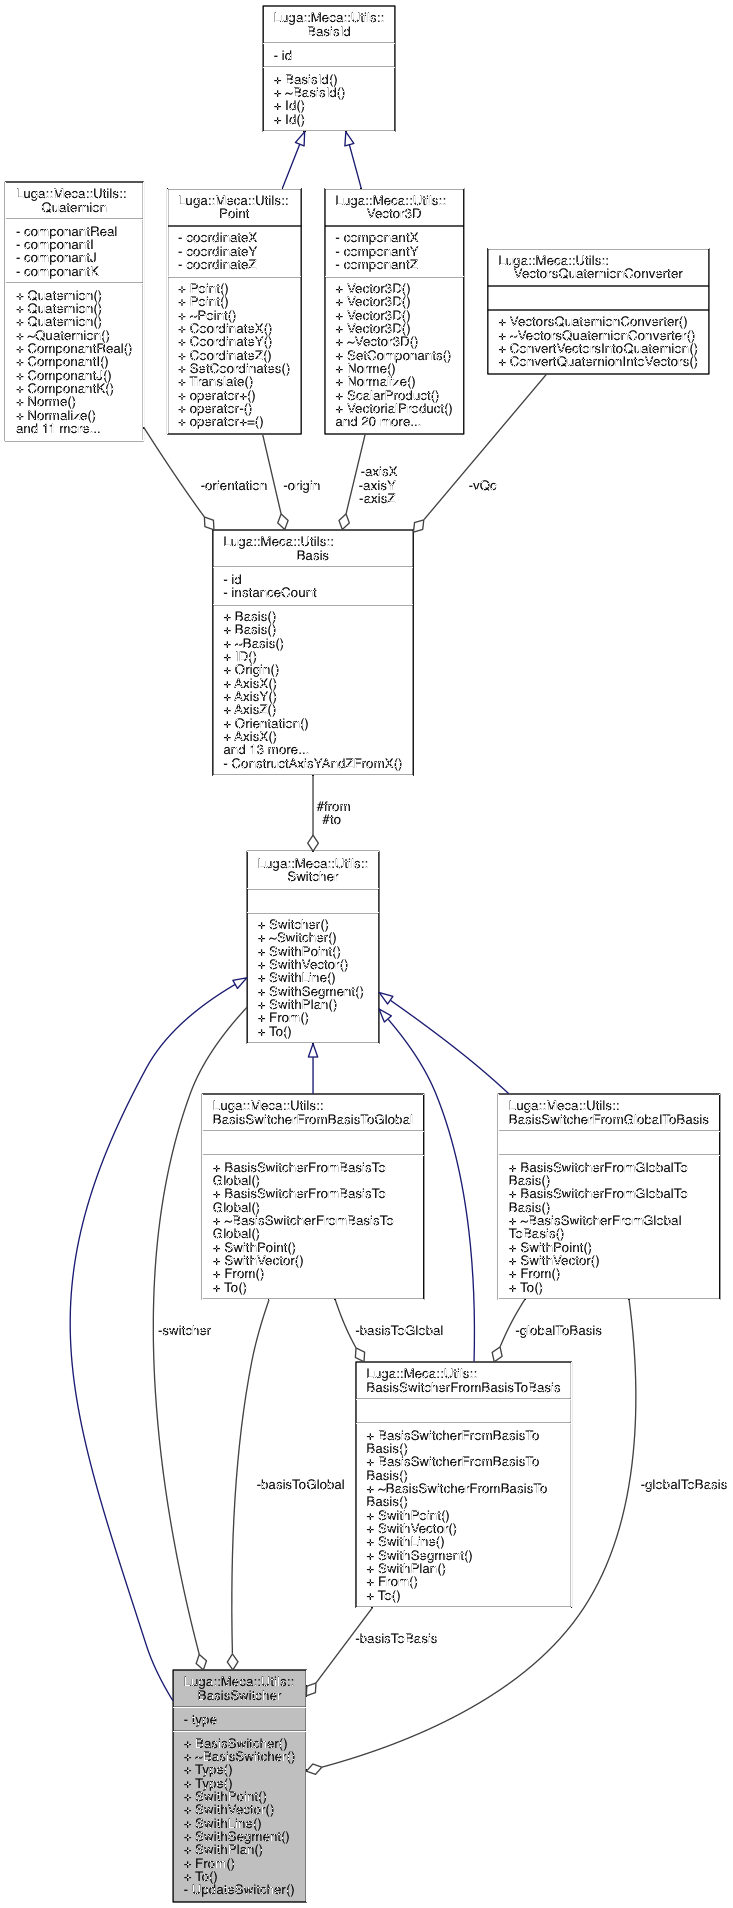 Luga::Meca::Utils::
BasisId
- id
+ BasisId()
+ ~BasisId()
+ Id()
+ Id()
Luga::Meca::Utils::
Quaternion
- componantReal
- componantI
- componantJ
- componantK
+ Quaternion()
+ Quaternion()
+ Quaternion()
+ ~Quaternion()
+ ComponantReal()
+ ComponantI()
+ ComponantJ()
+ ComponantK()
+ Norme()
+ Normalize()
and 11 more...
Luga::Meca::Utils::
Point
- coordinateX
- coordinateY
- coordinateZ
+ Point()
+ Point()
+ ~Point()
+ CoordinateX()
+ CoordinateY()
+ CoordinateZ()
+ SetCoordinates()
+ Translate()
+ operator+()
+ operator-()
+ operator+=()
Luga::Meca::Utils::
Vector3D
- componantX
- componantY
- componantZ
+ Vector3D()
+ Vector3D()
+ Vector3D()
+ Vector3D()
+ ~Vector3D()
+ SetComponants()
+ Norme()
+ Normalize()
+ ScalarProduct()
+ VectorialProduct()
and 20 more...
Luga::Meca::Utils::
VectorsQuaternionConverter
+ VectorsQuaternionConverter()
+ ~VectorsQuaternionConverter()
+ ConvertVectorsIntoQuaternion()
+ ConvertQuaternionIntoVectors()
-orientation
-origin
-axisX
-axisY
-axisZ
-vQc
Luga::Meca::Utils::
Basis
- id
- instanceCount
+ Basis()
+ Basis()
+ ~Basis()
+ ID()
+ Origin()
+ AxisX()
+ AxisY()
+ AxisZ()
+ Orientation()
+ AxisX()
and 13 more...
- ConstructAxisYAndZFromX()
#from
#to
Luga::Meca::Utils::
Switcher
+ Switcher()
+ ~Switcher()
+ SwithPoint()
+ SwithVector()
+ SwithLine()
+ SwithSegment()
+ SwithPlan()
+ From()
+ To()
Luga::Meca::Utils::
BasisSwitcherFromBasisToGlobal
+ BasisSwitcherFromBasisTo
Global()
+ BasisSwitcherFromBasisTo
Global()
+ ~BasisSwitcherFromBasisTo
Global()
+ SwithPoint()
+ SwithVector()
+ From()
+ To()
Luga::Meca::Utils::
BasisSwitcherFromGlobalToBasis
+ BasisSwitcherFromGlobalTo
Basis()
+ BasisSwitcherFromGlobalTo
Basis()
+ ~BasisSwitcherFromGlobal
ToBasis()
+ SwithPoint()
+ SwithVector()
+ From()
+ To()
-switcher
-basisToGlobal
-globalToBasis
Luga::Meca::Utils::
BasisSwitcherFromBasisToBasis
+ BasisSwitcherFromBasisTo
Basis()
+ BasisSwitcherFromBasisTo
Basis()
+ ~BasisSwitcherFromBasisTo
Basis()
+ SwithPoint()
+ SwithVector()
+ SwithLine()
+ SwithSegment()
+ SwithPlan()
+ From()
+ To()
-basisToGlobal
-globalToBasis
-basisToBasis
Luga::Meca::Utils::
BasisSwitcher
- type
+ BasisSwitcher()
+ ~BasisSwitcher()
+ Type()
+ Type()
+ SwithPoint()
+ SwithVector()
+ SwithLine()
+ SwithSegment()
+ SwithPlan()
+ From()
+ To()
- UpdateSwitcher()